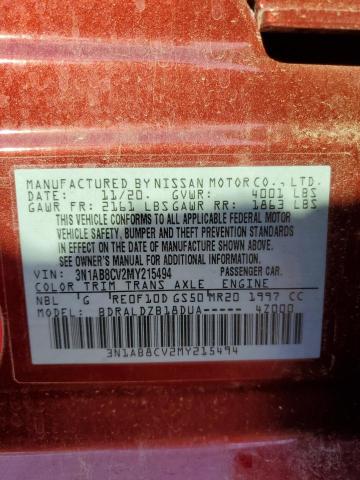 MANUFACTURED BY NISSAN MOTOR CO., LTD.
DATE: 11/20. GVWR: 4001 LBS
GAWR FR: 2161 LBS GAWR RR: 1863 LBS
THIS VEHICLE CONFORMS TO ALL APPLICABLE FEDERAL MOTOR
VEHICLE SAFETY, BUMPER AND THEFT PREVENTION STANDARDS
IN EFFECT ON THE DATE OF MANUFACTURE SHOWN ABOVE.
SEE OWNER'S MANUAL FOR ADDITIONAL INFORMATION.
VIN: 3N1AB8CV2MY215494 PASSENGER CAR.
COLOR TRIM TRANS AXLE ENGINE
NBL G RE0F10D GS50 MR20 1997 CC
MODEL: BDRALDZB18DUA----- 4Z000
3N1AB8CV2MY215494